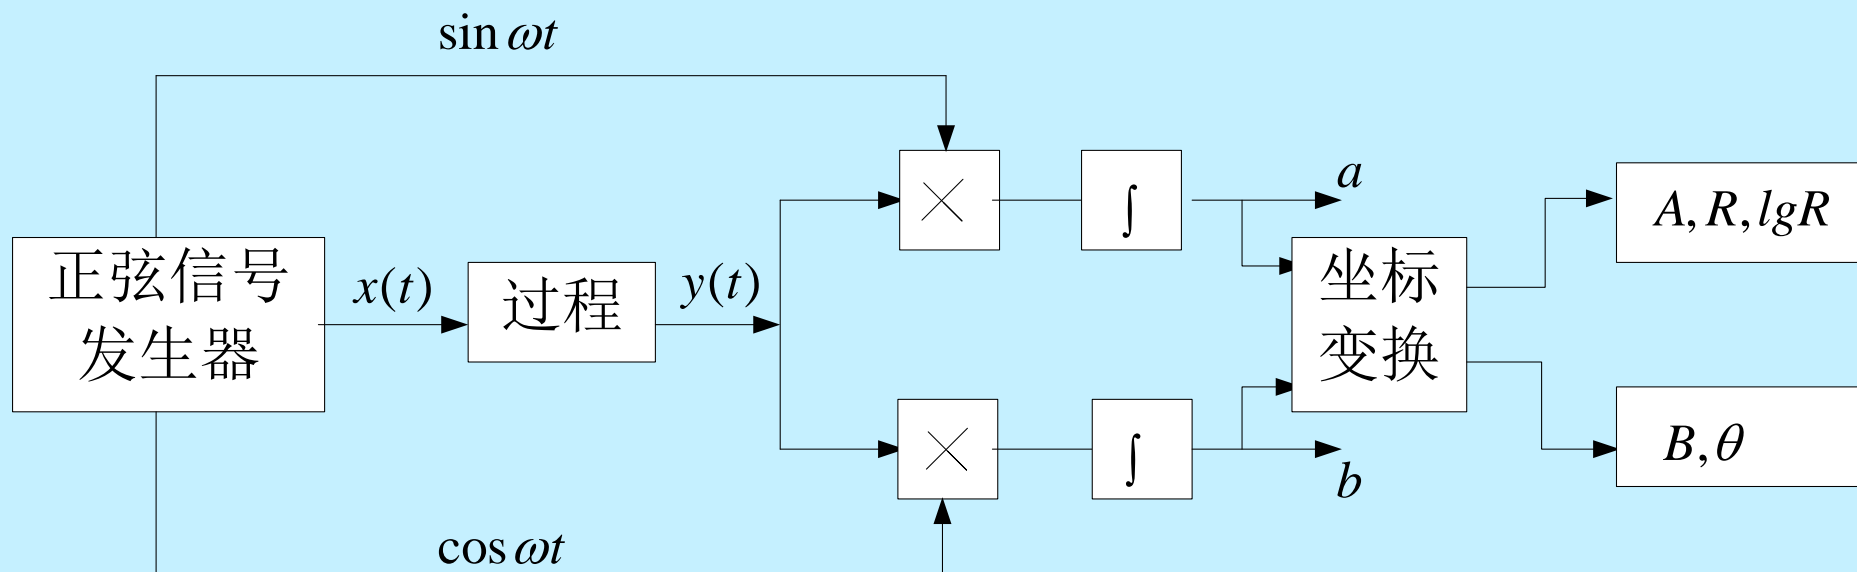 sin ωt
正弦信号
发生器
x(t)
过程
y(t)
×
∫
a
坐标
变换
A, R, lgR
×
∫
b
B, θ
cos ωt